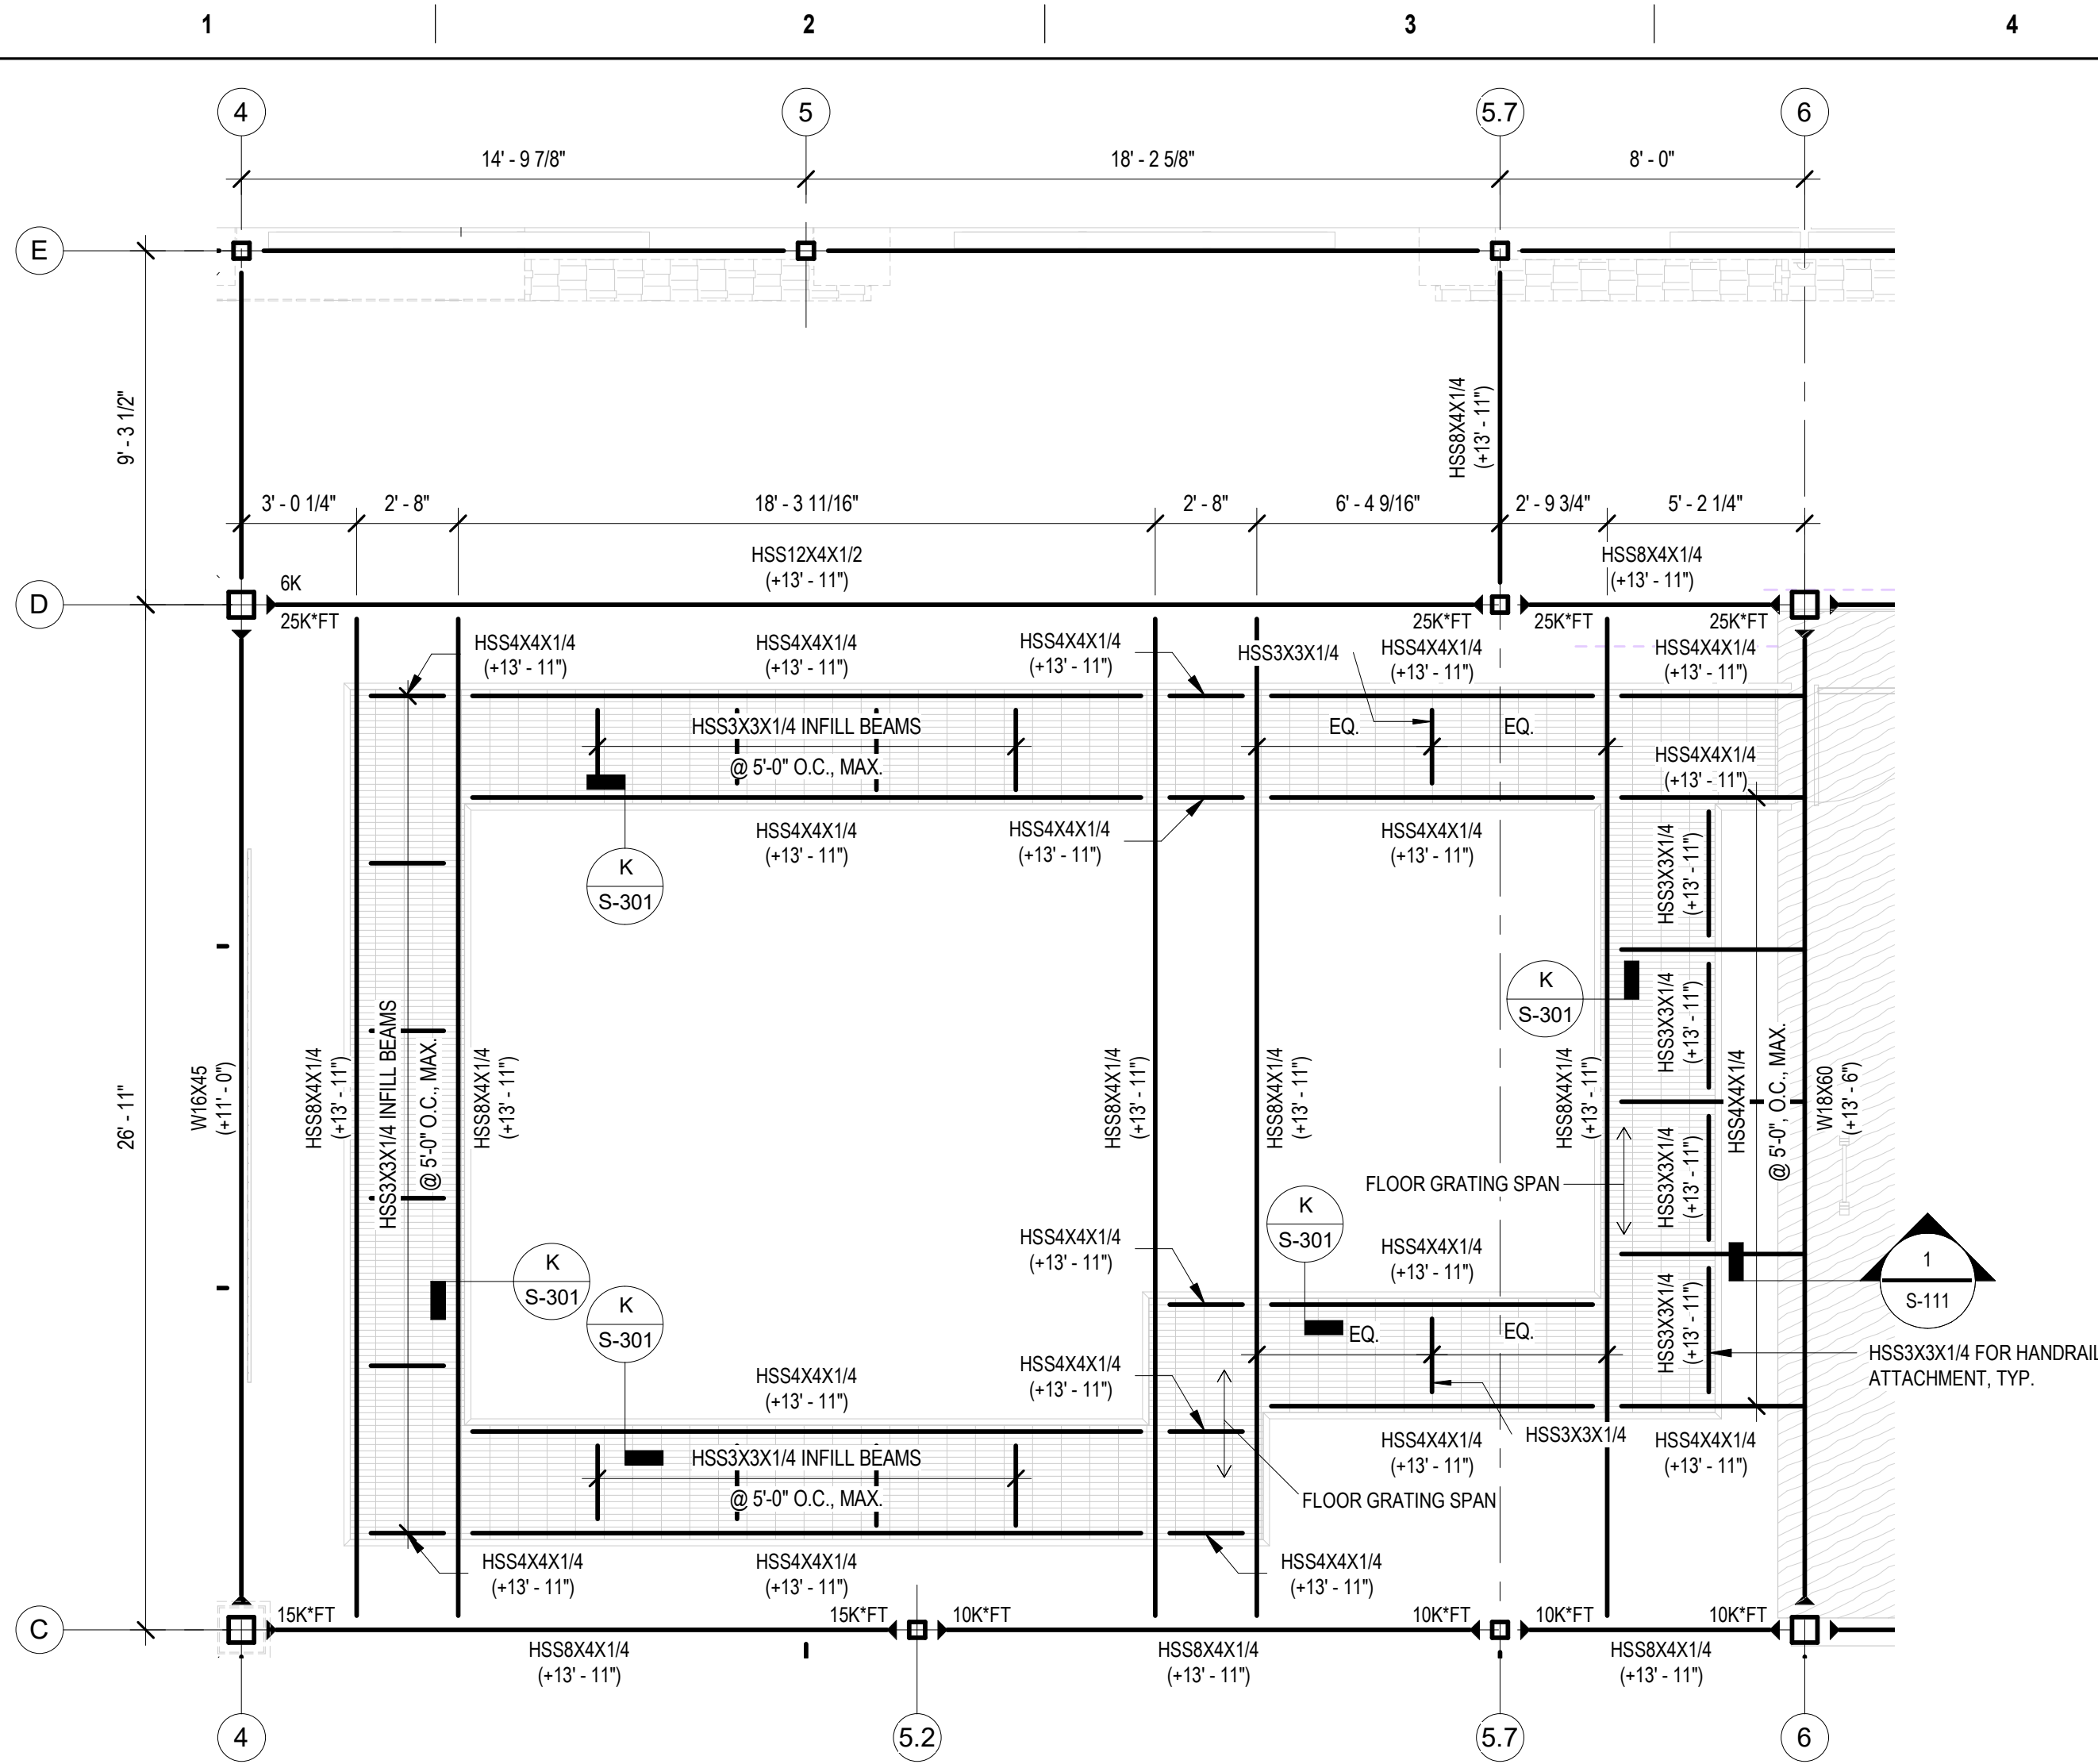 1
2
3
4
4
5
5.7
6
14' - 9 7/8"
18' - 2 5/8"
8' - 0"
E
9' - 3 1/2"
HSS8X4X1/4
(+13' - 11")
3' - 0 1/4"
2' - 8"
18' - 3 11/16"
2' - 8"
6' - 4 9/16"
2' - 9 3/4"
5' - 2 1/4"
HSS12X4X1/2
(+13' - 11")
HSS8X4X1/4
(+13' - 11")
D
6K
25K*FT
25K*FT
25K*FT
25K*FT
HSS4X4X1/4
(+13' - 11")
HSS4X4X1/4
(+13' - 11")
HSS4X4X1/4
(+13' - 11")
HSS3X3X1/4
HSS4X4X1/4
(+13' - 11")
HSS4X4X1/4
(+13' - 11")
HSS3X3X1/4 INFILL BEAMS
@ 5'-0" O.C., MAX.
EQ.
EQ.
HSS4X4X1/4
(+13' - 11")
HSS4X4X1/4
(+13' - 11")
HSS4X4X1/4
(+13' - 11")
HSS4X4X1/4
(+13' - 11")
HSS3X3X1/4
(+13' - 11")
K
S-301
K
S-301
HSS3X3X1/4
(+13' - 11")
26' - 11"
W16X45
(+11' - 0")
HSS8X4X1/4
(+13' - 11")
HSS3X3X1/4 INFILL BEAMS
@ 5'-0" O.C., MAX.
HSS8X4X1/4
(+13' - 11")
HSS8X4X1/4
(+13' - 11")
HSS8X4X1/4
(+13' - 11")
HSS8X4X1/4
(+13' - 11")
HSS4X4X1/4
@ 5'-0", O.C., MAX.
W18X60
(+13' - 6")
FLOOR GRATING SPAN
HSS3X3X1/4
(+13' - 11")
K
S-301
K
S-301
K
S-301
HSS4X4X1/4
(+13' - 11")
HSS4X4X1/4
(+13' - 11")
1
S-111
HSS3X3X1/4
(+13' - 11")
EQ.
EQ.
HSS3X3X1/4 FOR HANDRAIL
ATTACHMENT, TYP.
HSS4X4X1/4
(+13' - 11")
HSS4X4X1/4
(+13' - 11")
HSS3X3X1/4
HSS4X4X1/4
(+13' - 11")
HSS4X4X1/4
(+13' - 11")
HSS3X3X1/4 INFILL BEAMS
@ 5'-0" O.C., MAX.
FLOOR GRATING SPAN
HSS4X4X1/4
(+13' - 11")
HSS4X4X1/4
(+13' - 11")
HSS4X4X1/4
(+13' - 11")
C
15K*FT
15K*FT
10K*FT
10K*FT
10K*FT
10K*FT
HSS8X4X1/4
(+13' - 11")
HSS8X4X1/4
(+13' - 11")
HSS8X4X1/4
(+13' - 11")
4
5.2
5.7
6